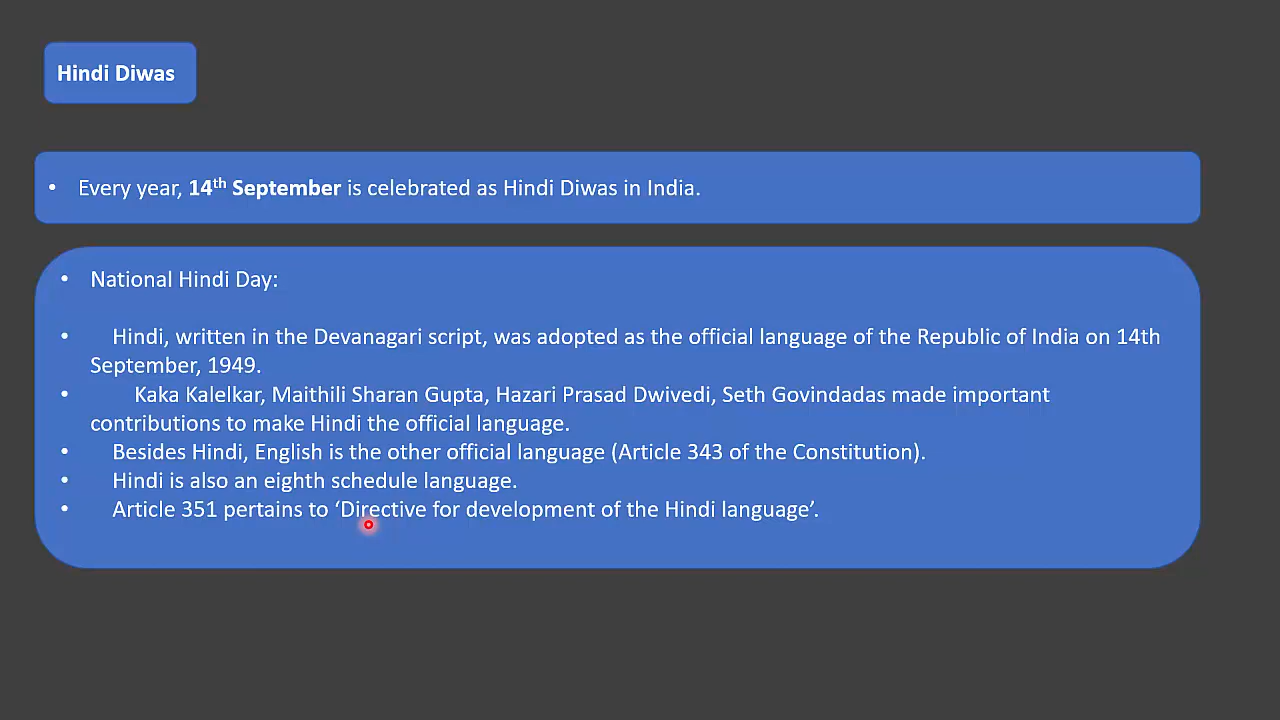 Hindi Diwas
• Every year, 14th September is celebrated as Hindi Diwas in India.
• National Hindi Day:
• Hindi, written in the Devanagari script, was adopted as the official language of the Republic of India on 14th
September, 1949.
• Kaka Kalelkar, Maithili Sharan Gupta, Hazari Prasad Dwivedi, Seth Govindadas made important
contributions to make Hindi the official language.
• Besides Hindi, English is the other official language (Article 343 of the Constitution).
• Hindi is also an eighth schedule language.
• Article 351 pertains to ‘Directive for development of the Hindi language’.